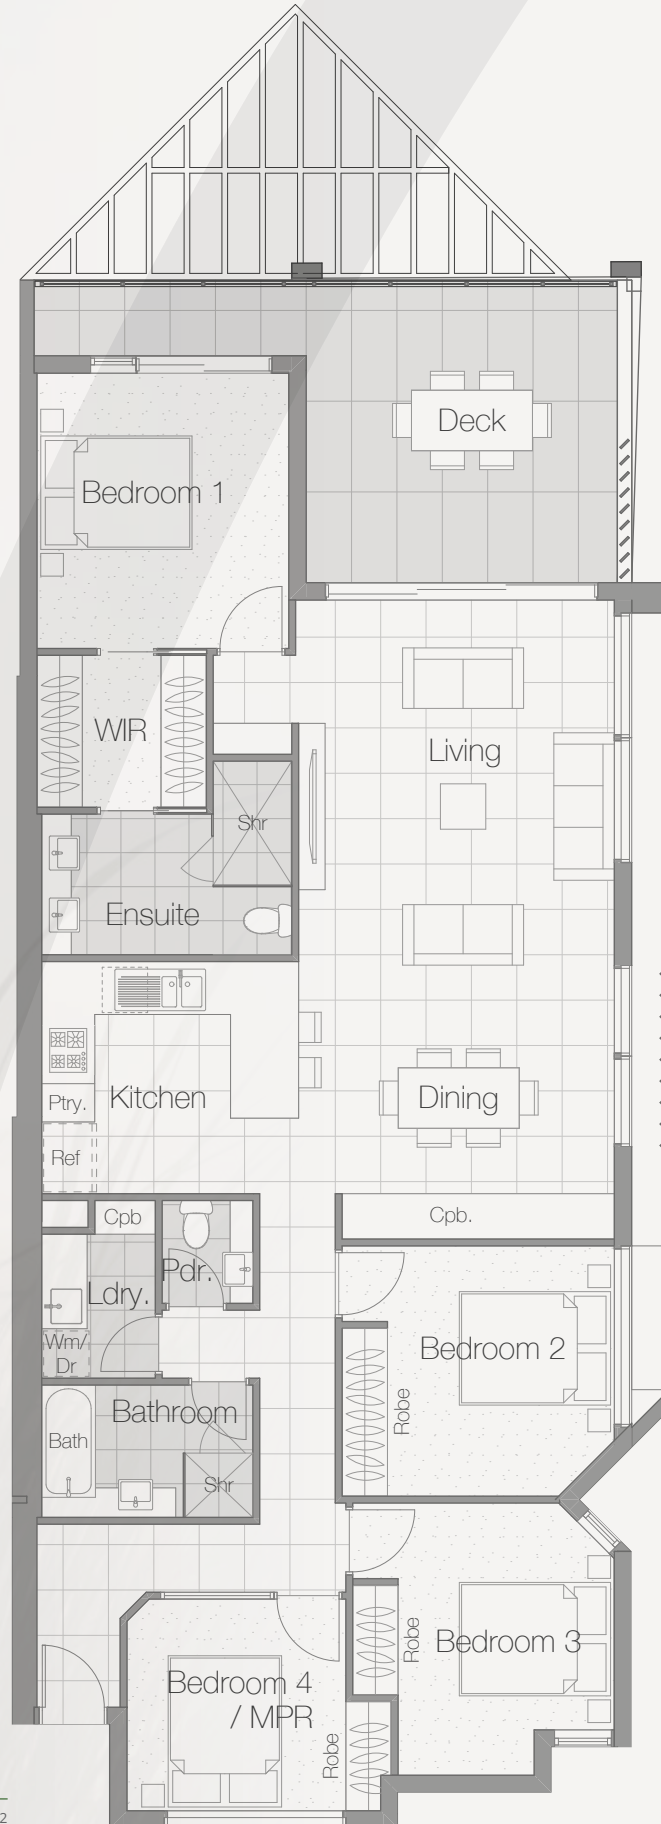 Deck
Bedroom 1
WIR
Living
Shr
Ensuite
Kitchen
Dining
Ptry.
Ref
Cpb
Cpb.
Pdr.
Ldry.
Wm/
Dr
Bedroom 2
Robe
Bathroom
Bath
Shr
Robe
Bedroom 3
Bedroom 4
/ MPR
Robe
2